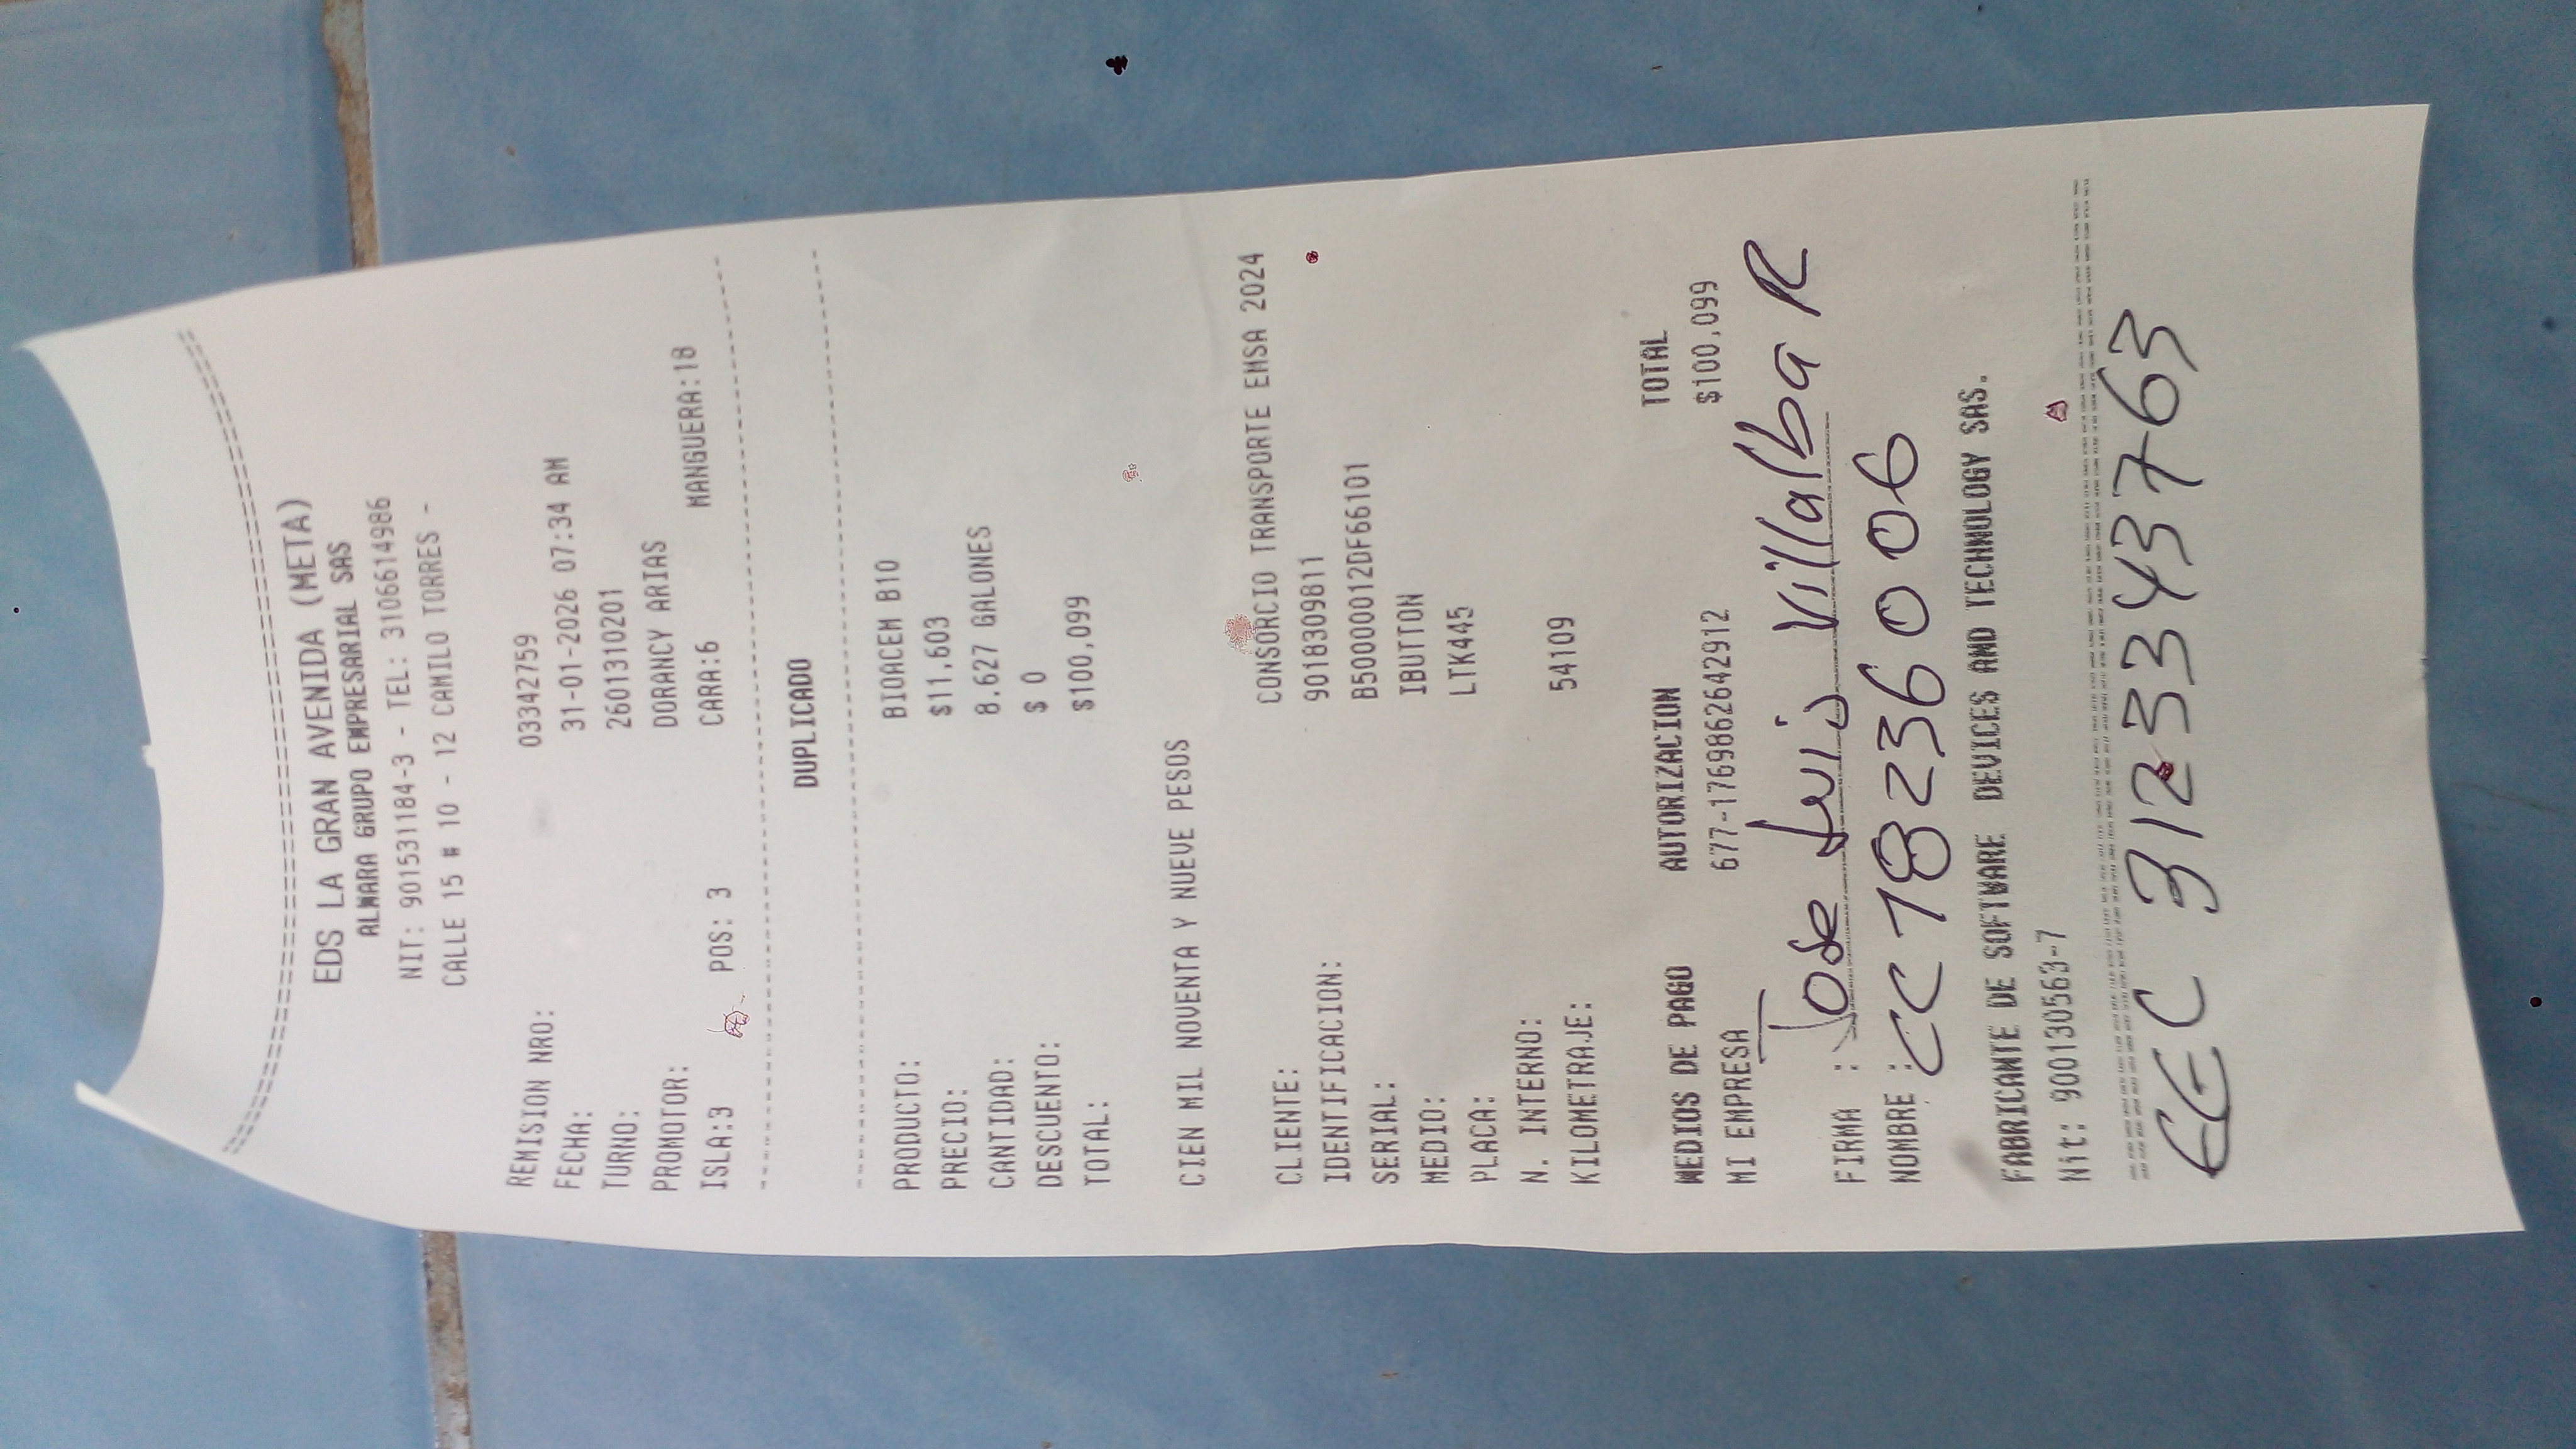 EDS LA GRAN AVENIDA (META)
ALMARA GRUPO EMPRESARIAL SAS
NIT: 901531184-3 - TEL: 3106614986
CALLE 15 # 10 - 12 CAMILO TORRES -
REMISION NRO: 03342759
FECHA: 31-01-2026 07:34 AM
TURNO: 2601310201
PROMOTOR: DORANCY ARIAS
ISLA:3 POS: 3 CARA:6 MANGUERA:18
DUPLICADO
PRODUCTO: BIOACEM B10
PRECIO: $11,603
CANTIDAD: 8.627 GALONES
DESCUENTO: $ 0
TOTAL: $100,099
CIEN MIL NOVENTA Y NUEVE PESOS
CLIENTE: CONSORCIO TRANSPORTE EMSA 2024
IDENTIFICACION: 9018309811
SERIAL: B5000012DF66101
MEDIO: IBUTTON
PLACA: LTK445
N. INTERNO:
KILOMETRAJE: 54109
MEDIOS DE PAGO AUTORIZACION TOTAL
MI EMPRESA 677-1769862642912 $100,099
FIRMA : Jose Luis Villalba R
NOMBRE : CC 78236006
FABRICANTE DE SOFTWARE DEVICES AND TECHNOLOGY SAS.
Nit: 900130563-7
CEC 3123343763